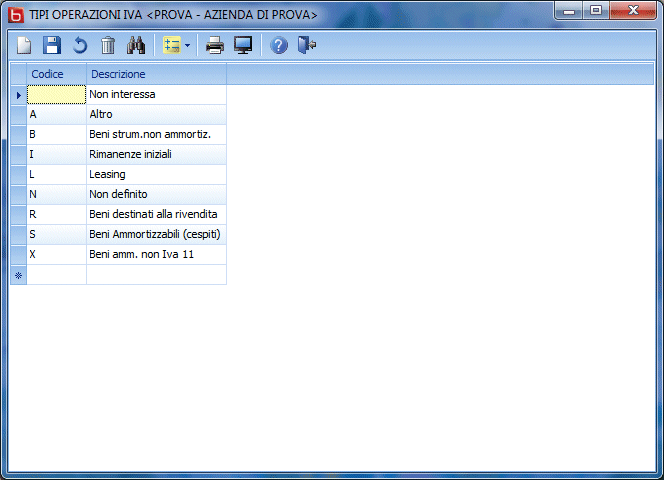 TIPI OPERAZIONI IVA <PROVA - AZIENDA DI PROVA>
Codice Descrizione
Non interessa
A Altro
B Beni strum.non ammortiz.
I Rimanenze iniziali
L Leasing
N Non definito
R Beni destinati alla rivendita
S Beni Ammortizzabili (cespiti)
X Beni amm. non Iva 11